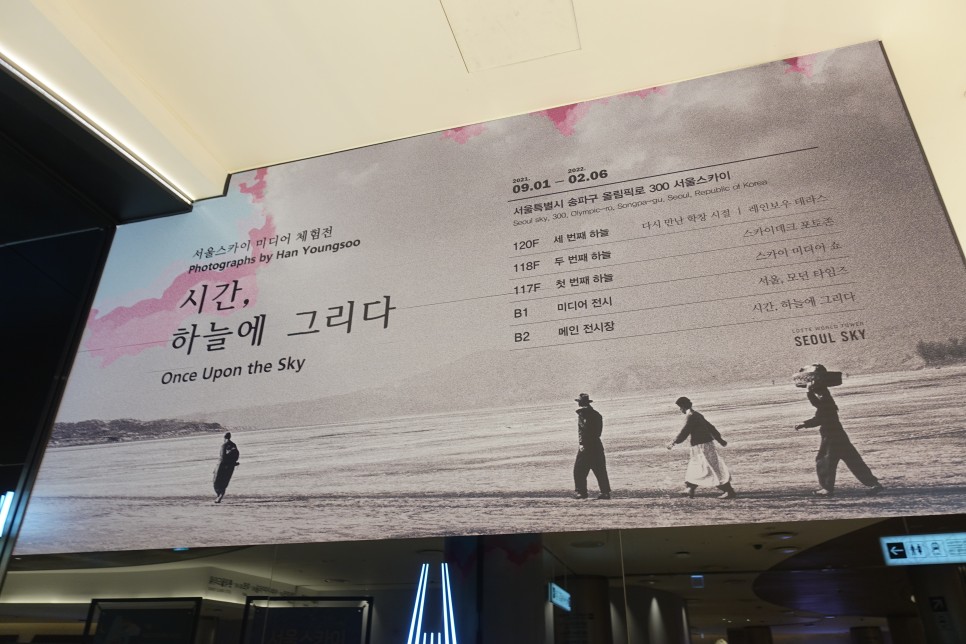 서울스카이 미디어 체험전
Photographs by Han Youngsoo
시간,
하늘에 그리다
Once Upon the Sky
2021. 2022.
09.01 – 02.06
서울특별시 송파구 올림픽로 300 서울스카이
Seoul sky, 300, Olympic-ro, Songpa-gu, Seoul, Republic of Korea
120F 세 번째 하늘 다시 만난 학창 시절 | 레인보우 테라스
118F 두 번째 하늘 스카이데크 포토존
117F 첫 번째 하늘 스카이 미디어 쇼
B1 미디어 전시 서울, 모던 타임즈
B2 메인 전시장 시간, 하늘에 그리다
LOTTE WORLD TOWER
SEOUL SKY
서울스카이